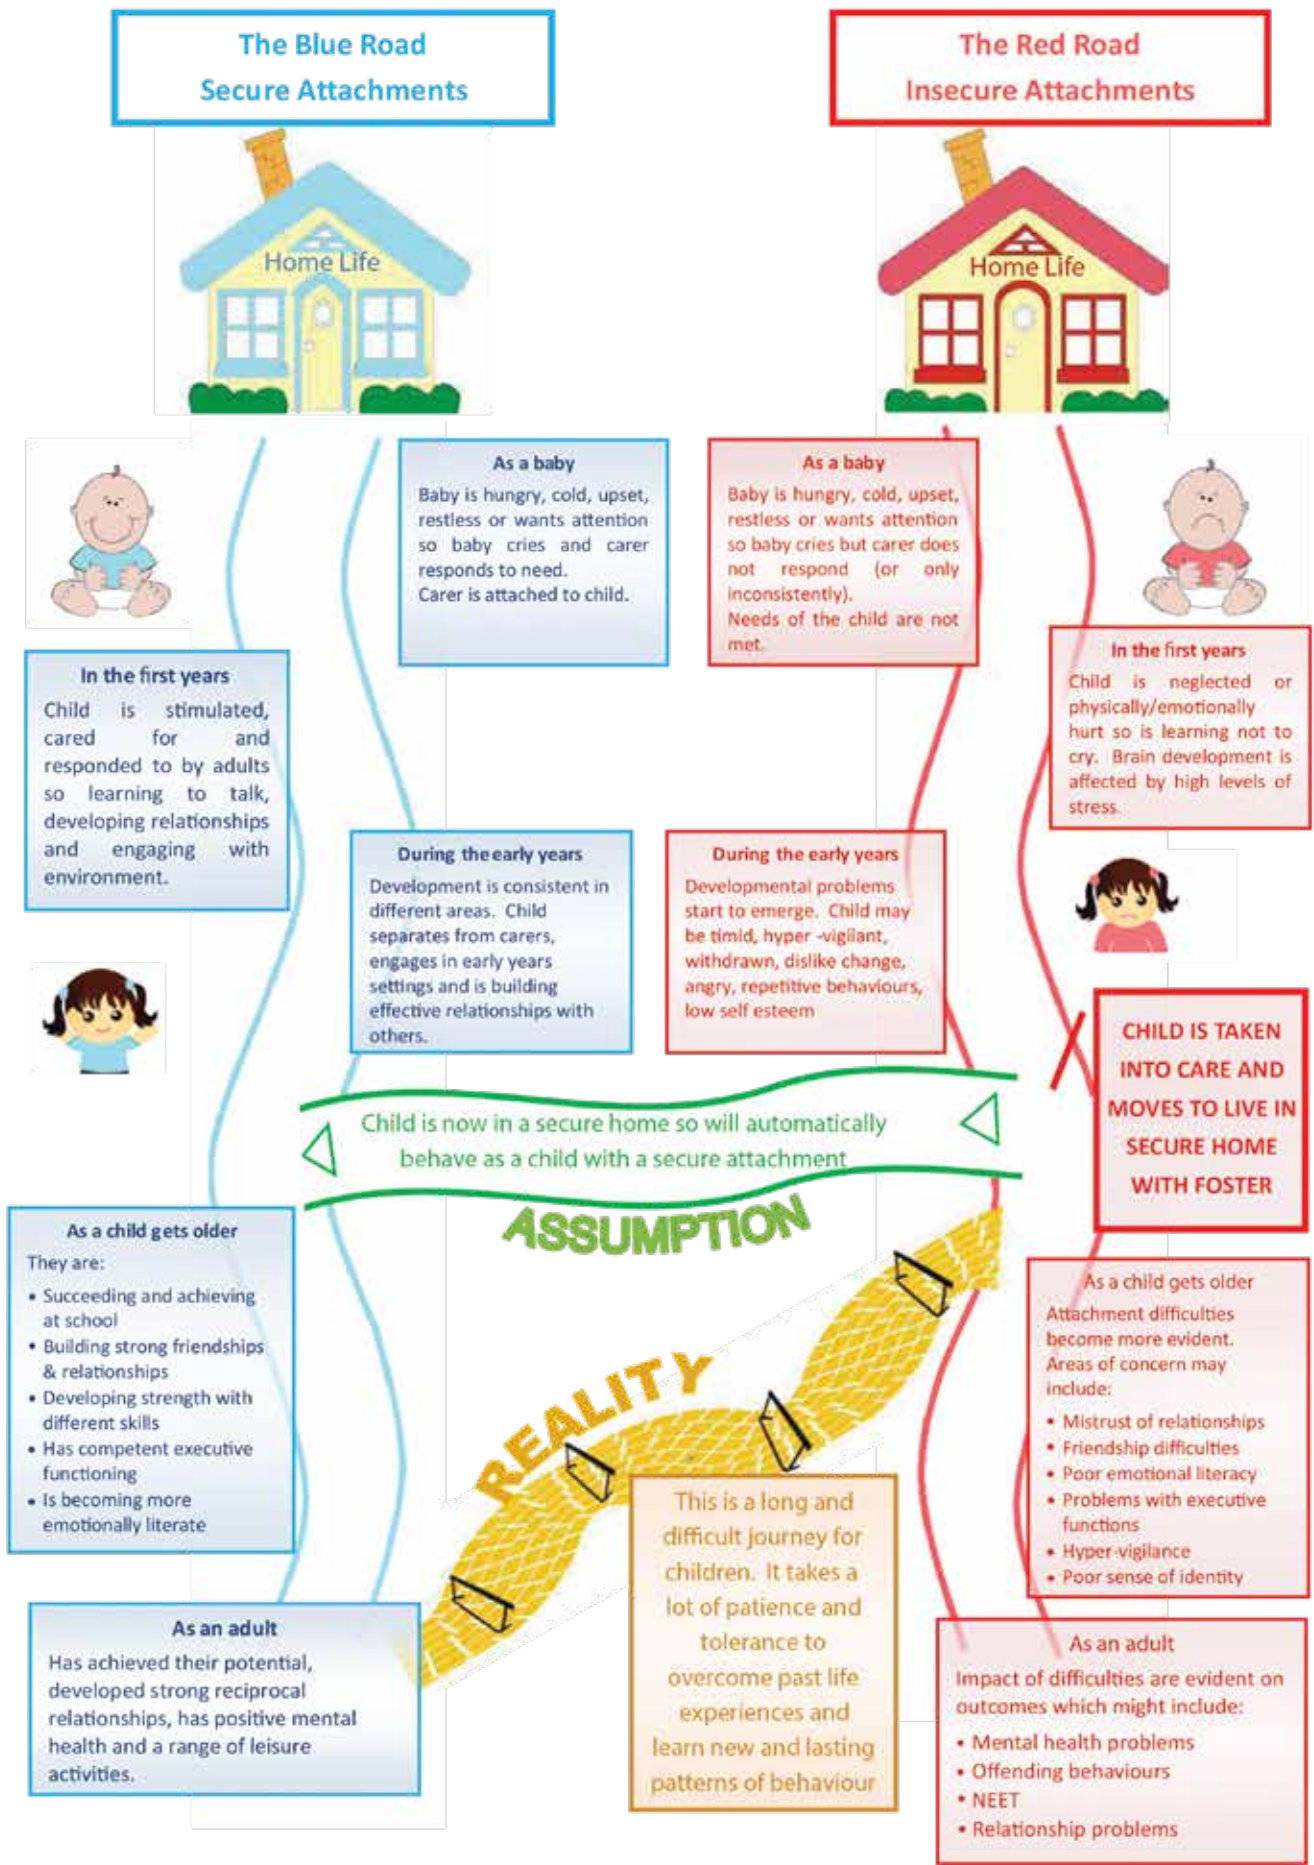 The Blue Road
Secure Attachments
The Red Road
Insecure Attachments
Home Life
Home Life
As a baby
Baby is hungry, cold, upset,
restless or wants attention
so baby cries and carer
responds to need.
Carer is attached to child.
As a baby
Baby is hungry, cold, upset,
restless or wants attention
so baby cries but carer does
not respond (or only
inconsistently).
Needs of the child are not
met.
In the first years
Child is stimulated,
cared for and
responded to by adults
so learning to talk,
developing relationships
and engaging with
environment.
In the first years
Child is neglected or
physically/emotionally
hurt so is learning not to
cry. Brain development is
affected by high levels of
stress.
During the early years
Development is consistent in
different areas. Child
separates from carers,
engages in early years
settings and is building
effective relationships with
others.
During the early years
Developmental problems
start to emerge. Child may
be timid, hyper -vigilant,
withdrawn, dislike change,
angry, repetitive behaviours,
low self esteem
CHILD IS TAKEN
INTO CARE AND
MOVES TO LIVE IN
SECURE HOME
WITH FOSTER
Child is now in a secure home so will automatically
behave as a child with a secure attachment
ASSUMPTION
As a child gets older
They are:
• Succeeding and achieving
at school
• Building strong friendships
& relationships
• Developing strength with
different skills
• Has competent executive
functioning
• Is becoming more
emotionally literate
As a child gets older
Attachment difficulties
become more evident.
Areas of concern may
include:
• Mistrust of relationships
• Friendship difficulties
• Poor emotional literacy
• Problems with executive
functions
• Hyper-vigilance
• Poor sense of identity
REALITY
This is a long and
difficult journey for
children. It takes a
lot of patience and
tolerance to
overcome past life
experiences and
learn new and lasting
patterns of behaviour
As an adult
Has achieved their potential,
developed strong reciprocal
relationships, has positive mental
health and a range of leisure
activities.
As an adult
Impact of difficulties are evident on
outcomes which might include:
• Mental health problems
• Offending behaviours
• NEET
• Relationship problems